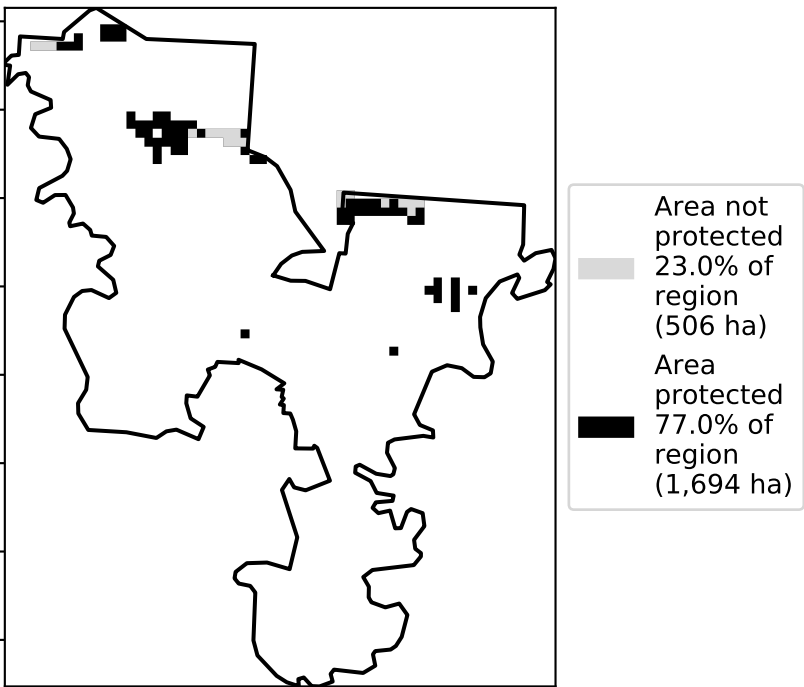 Area not
protected
23.0% of
region
(506 ha)
Area
protected
77.0% of
region
(1,694 ha)